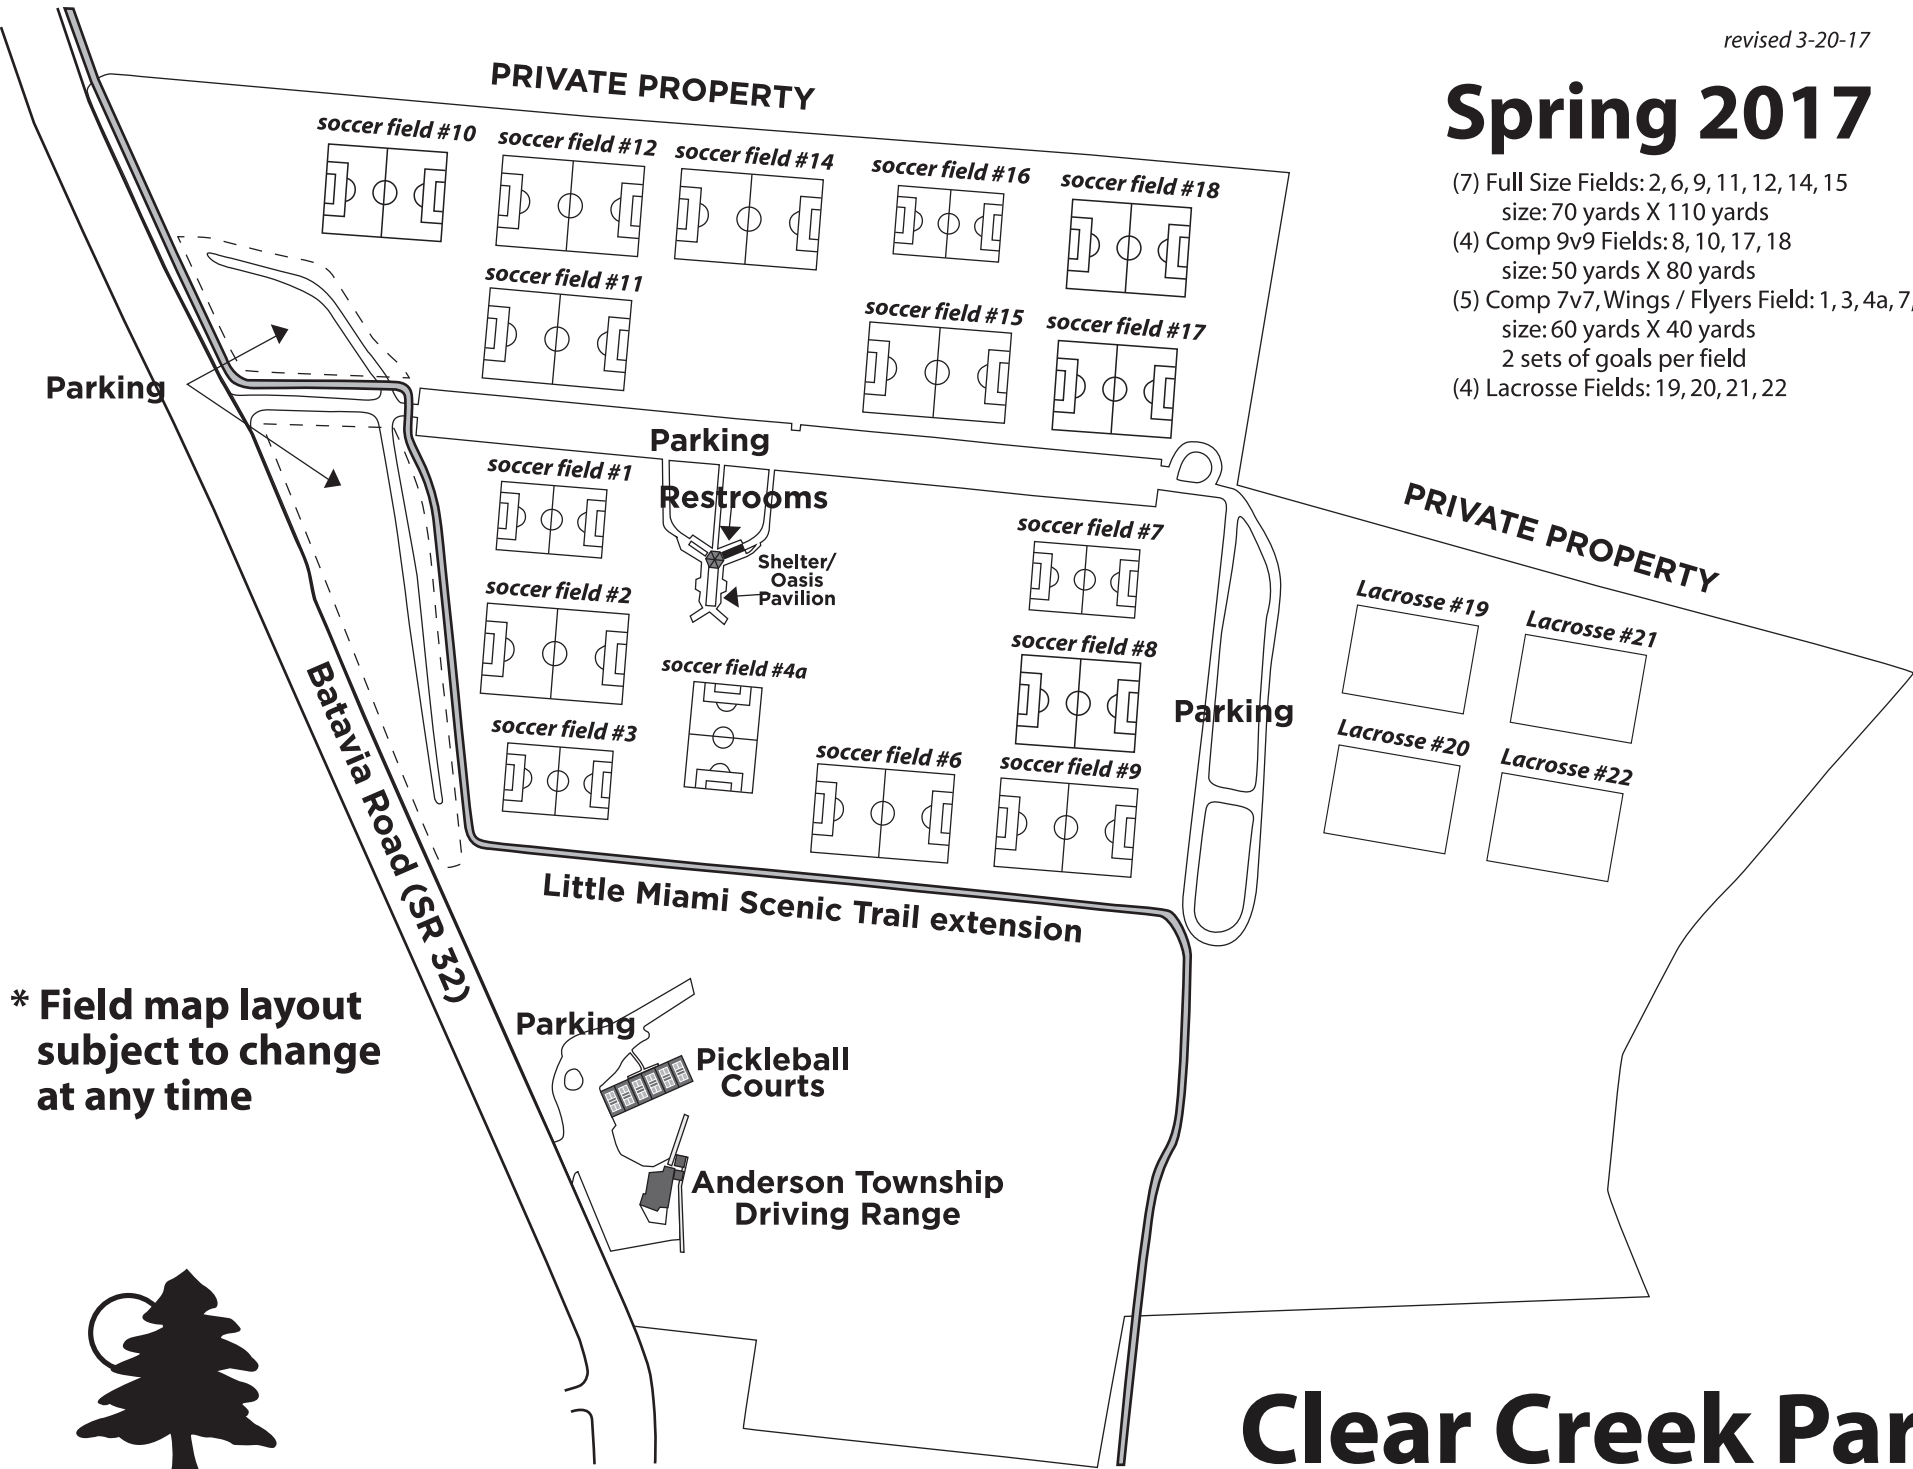 revised 3-20-17
Spring 2017
(7) Full Size Fields: 2, 6, 9, 11, 12, 14, 15
size: 70 yards X 110 yards
(4) Comp 9v9 Fields: 8, 10, 17, 18
size: 50 yards X 80 yards
(5) Comp 7v7, Wings / Flyers Field: 1, 3, 4a, 7,
size: 60 yards X 40 yards
2 sets of goals per field
(4) Lacrosse Fields: 19, 20, 21, 22
PRIVATE PROPERTY
soccer field #10
soccer field #12
soccer field #14
soccer field #16
soccer field #18
soccer field #11
soccer field #15
soccer field #17
Parking
Parking
soccer field #1
Restrooms
soccer field #7
PRIVATE PROPERTY
Shelter/
Oasis
Pavilion
soccer field #2
Lacrosse #19
Lacrosse #21
soccer field #8
soccer field #4a
Parking
soccer field #3
soccer field #6
soccer field #9
Lacrosse #20
Lacrosse #22
Batavia Road (SR 32)
Little Miami Scenic Trail extension
* Field map layout
subject to change
at any time
Parking
Pickleball
Courts
Anderson Township
Driving Range
Clear Creek Par